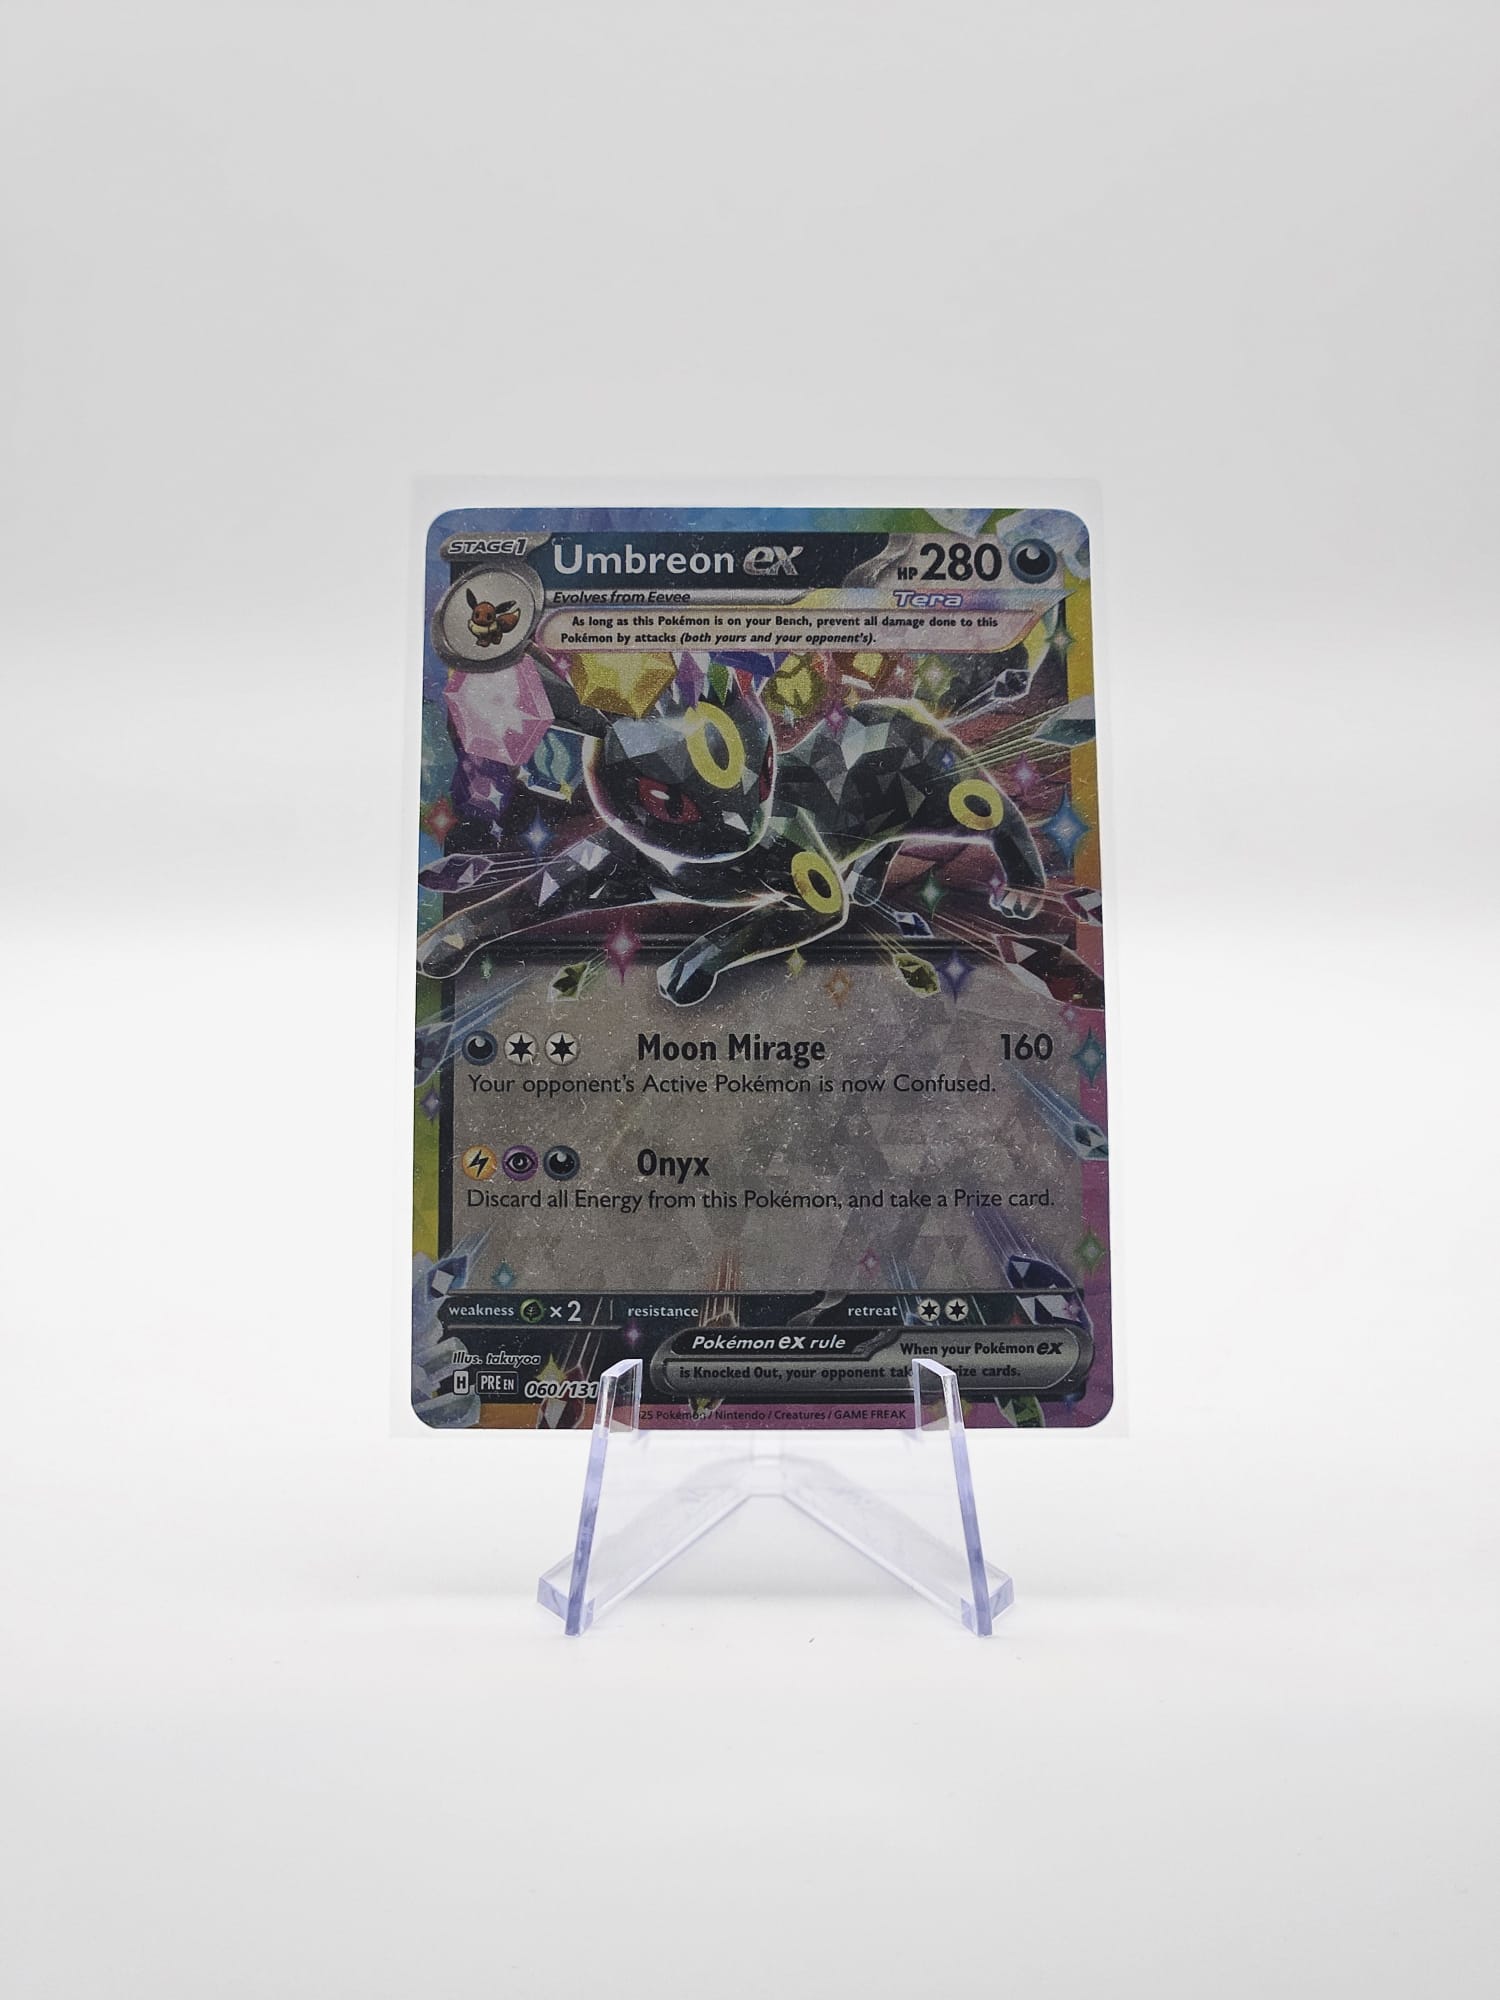 STAGE1 Umbreon ex HP 280
Evolves from Eevee Tera
As long as this Pokémon is on your Bench, prevent all damage done to this
Pokémon by attacks (both yours and your opponent's).
Moon Mirage 160
Your opponent's Active Pokémon is now Confused.
Onyx
Discard all Energy from this Pokémon, and take a Prize card.
weakness ×2 resistance retreat
Pokémon ex rule When your Pokémon ex
is Knocked Out, your opponent cards.
Illus. takuyoa
H PRE EN 060/131
Pokémon / Nintendo / Creatures / GAME FREAK